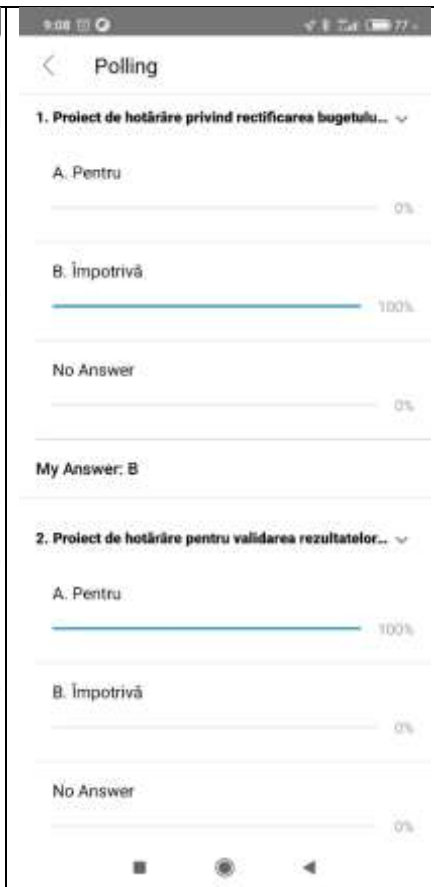 9:08
77
Polling
1. Proiect de hotărâre privind rectificarea bugetulu...
A. Pentru
0%
B. Împotrivă
100%
No Answer
0%
My Answer: B
2. Proiect de hotărâre pentru validarea rezultatelor...
A. Pentru
100%
B. Împotrivă
0%
No Answer
0%